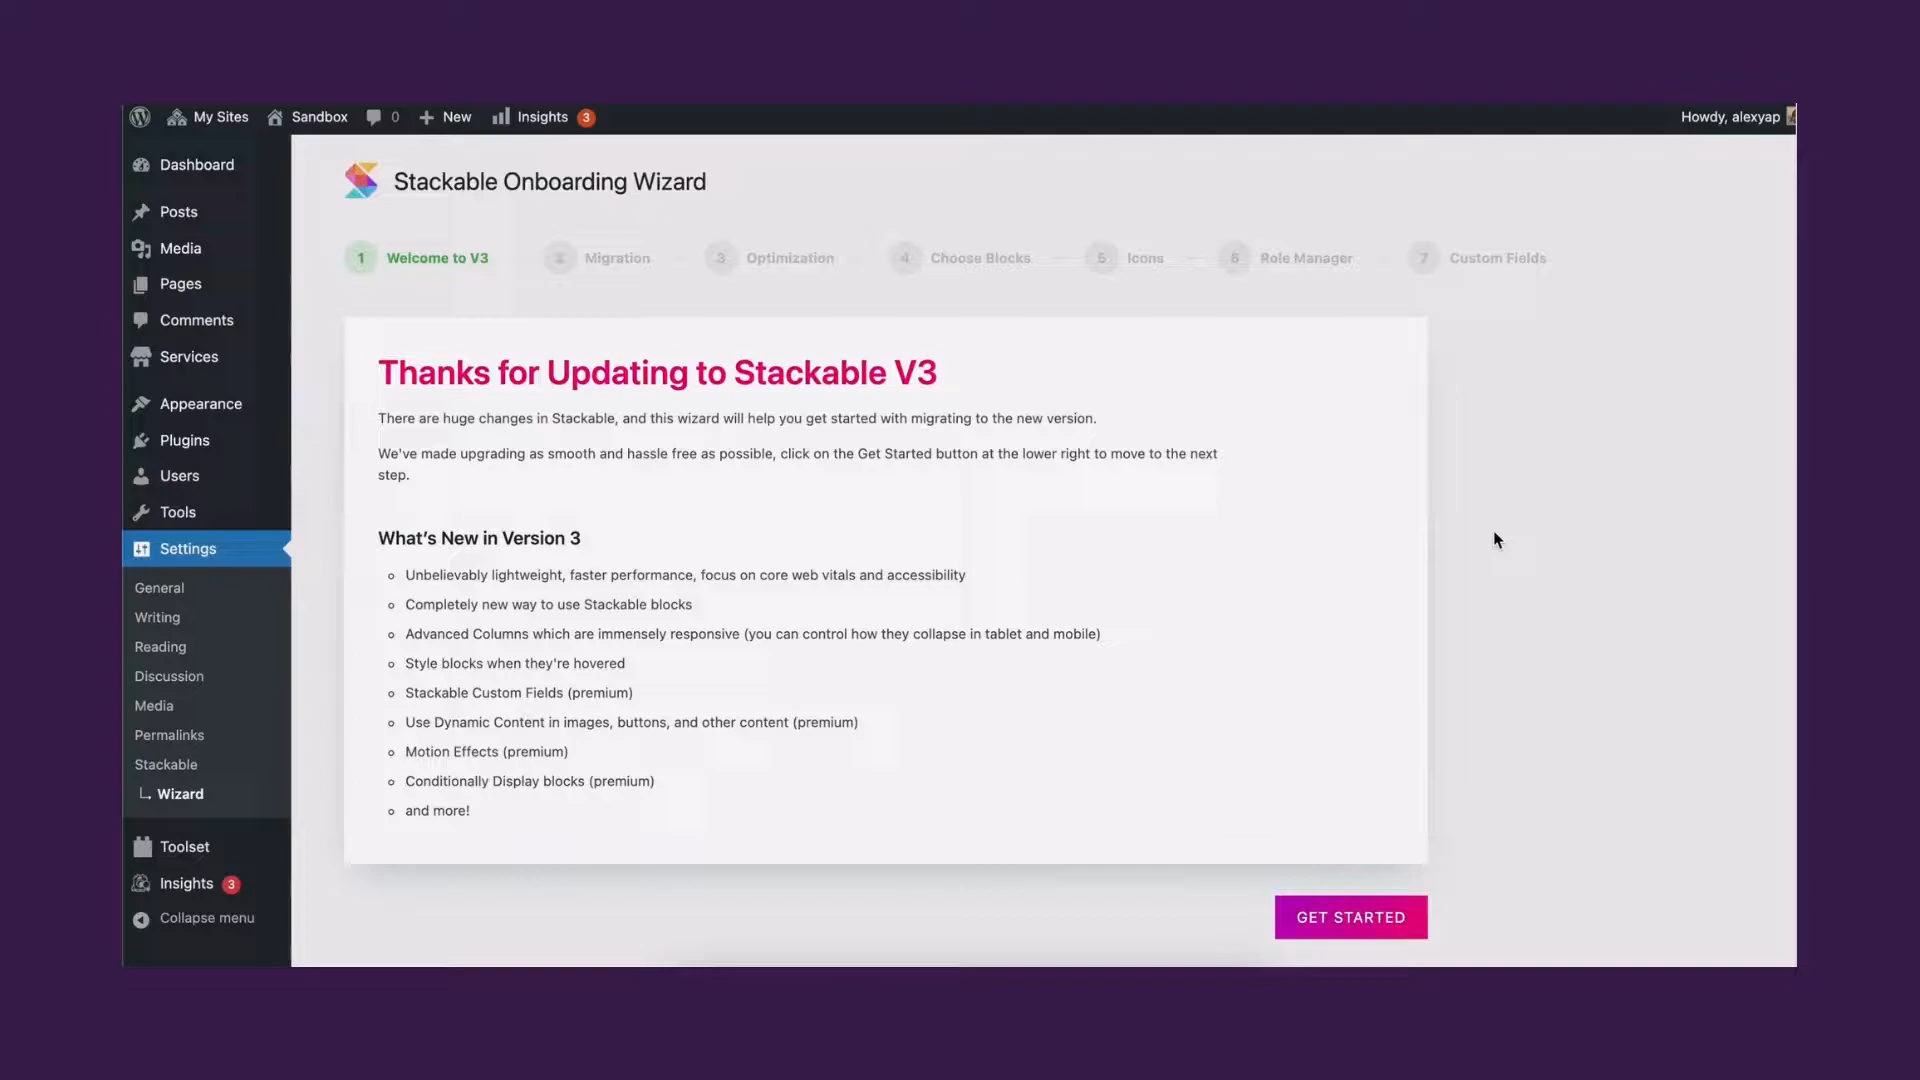 My Sites Sandbox 0 New Insights 3 Howdy, alexyap
Dashboard
Posts
Media
Pages
Comments
Services
Appearance
Plugins
Users
Tools
Settings
General
Writing
Reading
Discussion
Media
Permalinks
Stackable
Wizard
Toolset
Insights 3
Collapse menu
Stackable Onboarding Wizard
1 Welcome to V3 2 Migration 3 Optimization 4 Choose Blocks 5 Icons 6 Role Manager 7 Custom Fields
Thanks for Updating to Stackable V3
There are huge changes in Stackable, and this wizard will help you get started with migrating to the new version.
We've made upgrading as smooth and hassle free as possible, click on the Get Started button at the lower right to move to the next
step.
What's New in Version 3
Unbelievably lightweight, faster performance, focus on core web vitals and accessibility
Completely new way to use Stackable blocks
Advanced Columns which are immensely responsive (you can control how they collapse in tablet and mobile)
Style blocks when they're hovered
Stackable Custom Fields (premium)
Use Dynamic Content in images, buttons, and other content (premium)
Motion Effects (premium)
Conditionally Display blocks (premium)
and more!
GET STARTED